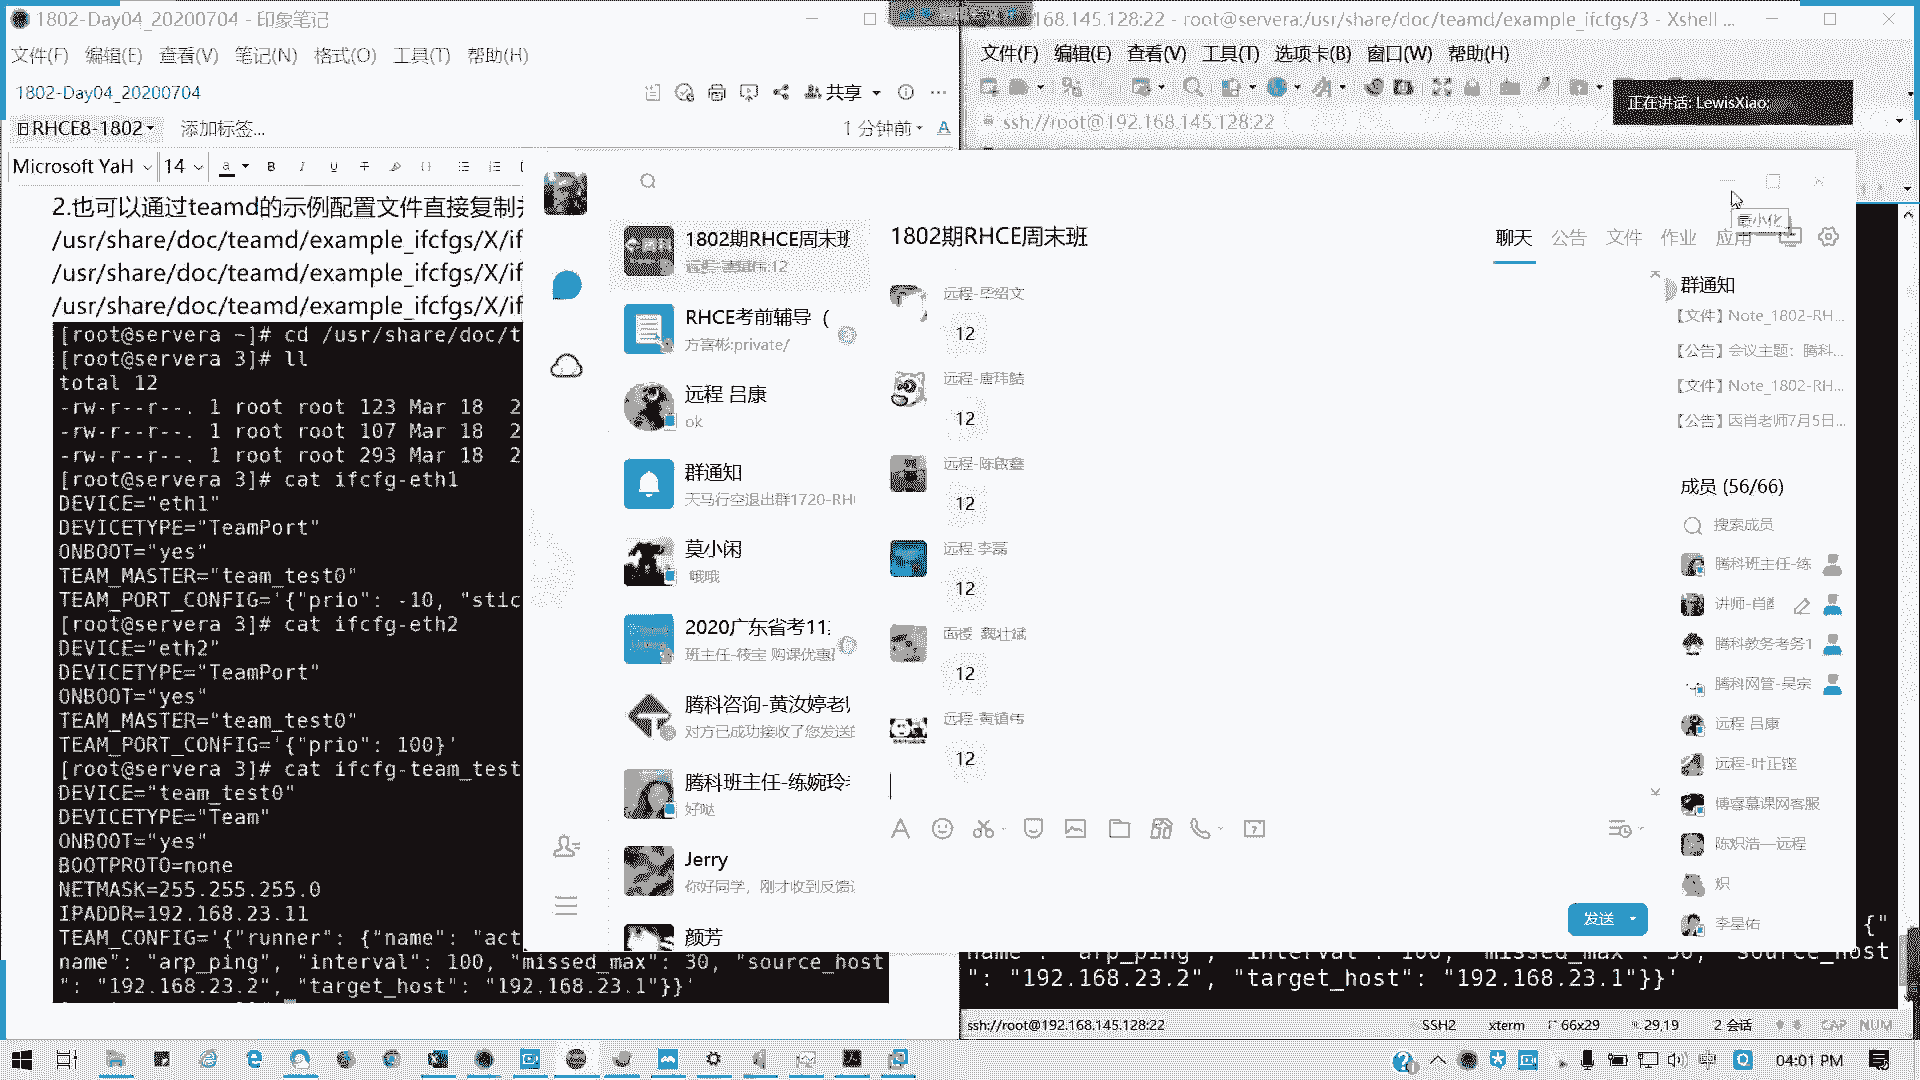 1802-Day04_20200704 - 印象笔记
文件(F) 编辑(E) 查看(V) 笔记(N) 格式(O) 工具(T) 帮助(H)
1802-Day04_20200704
共享
RHCE8-1802
添加标签...
1 分钟前
Microsoft YaH
14
2.也可以通过teamd的示例配置文件直接复制
/usr/share/doc/teamd/example_ifcfgs/X/if
/usr/share/doc/teamd/example_ifcfgs/X/if
/usr/share/doc/teamd/example_ifcfgs/X/if
[root@servera ~]# cd /usr/share/doc/t
[root@servera 3]# ll
total 12
-rw-r--r--. 1 root root 123 Mar 18 2
-rw-r--r--. 1 root root 107 Mar 18 2
-rw-r--r--. 1 root root 293 Mar 18 2
[root@servera 3]# cat ifcfg-eth1
DEVICE="eth1"
DEVICETYPE="TeamPort"
ONBOOT="yes"
TEAM_MASTER="team_test0"
TEAM_PORT_CONFIG='{"prio": -10, "stic
[root@servera 3]# cat ifcfg-eth2
DEVICE="eth2"
DEVICETYPE="TeamPort"
ONBOOT="yes"
TEAM_MASTER="team_test0"
TEAM_PORT_CONFIG='{"prio": 100}'
[root@servera 3]# cat ifcfg-team_test
DEVICE="team_test0"
DEVICETYPE="Team"
ONBOOT="yes"
BOOTPROTO=none
NETMASK=255.255.255.0
IPADDR=192.168.23.11
TEAM_CONFIG='{"runner": {"name": "act
name": "arp_ping", "interval": 100, "missed_max": 30, "source_host
": "192.168.23.2", "target_host": "192.168.23.1"}}'
168.145.128:22 - root@servera:/usr/share/doc/teamd/example_ifcfgs/3 - Xshell ...
文件(F) 编辑(E) 查看(V) 工具(T) 选项卡(B) 窗口(W) 帮助(H)
正在讲话: LewisXiao;
ssh://root@192.168.145.128:22
最小化
1802期RHCE周末班
:12
RHCE考前辅导（
方喜彬:private/
远程 吕康
ok
群通知
天马行空退出群1720-RH
莫小闲
哦哦
2020广东省考11
班主任-筱宝 购课优惠
腾科咨询-黄汝婷老
对方已成功接收了您发送
腾科班主任-练婉玲
好哒
Jerry
你好同学，刚才收到反馈
颜芳
1802期RHCE周末班
聊天 公告 文件 作业 应用
12
12
远程-陈啟鑫
12
远程-李磊
12
12
远程-黄镇伟
12
发送
群通知
【文件】Note_1802-RH...
【公告】会议主题：腾科...
【文件】Note_1802-RH...
【公告】因肖老师7月5日...
成员 (56/66)
搜索成员
腾科班主任-练
讲师-肖
腾科教务考务1
腾科网管-吴宗
远程 吕康
远程-叶正铿
博睿慕课网客服
陈炽浩—远程
炽
李星佑
{"
name": "arp_ping", "interval": 100, "missed_max": 30, "source_host
": "192.168.23.2", "target_host": "192.168.23.1"}}'
ssh://root@192.168.145.128:22
SSH2
xterm
66x29
29,19
2 会话
CAP NUM
中
04:01 PM